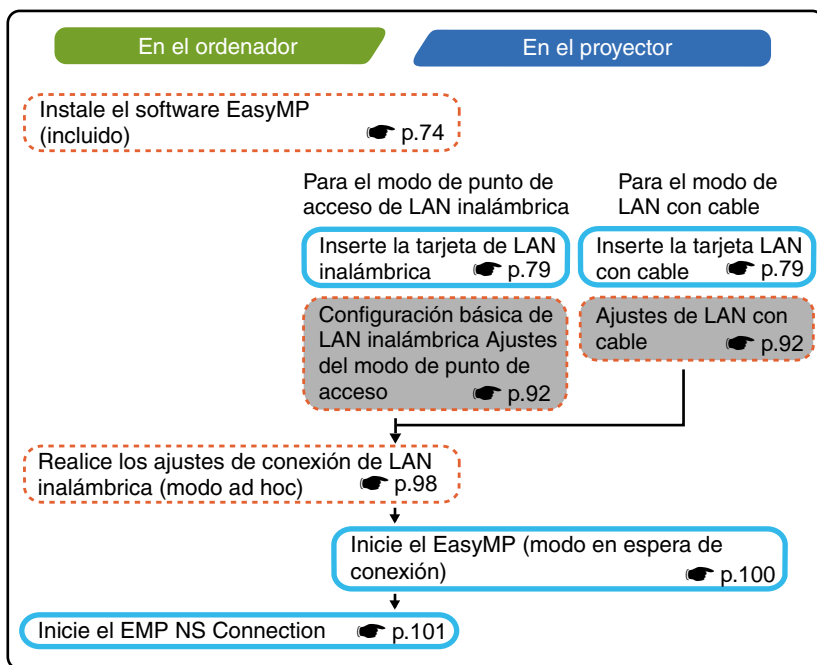 En el ordenador
En el proyector
Instale el software EasyMP
(incluido) ☛ p.74
Para el modo de punto de
acceso de LAN inalámbrica
Para el modo de
LAN con cable
Inserte la tarjeta de LAN
inalámbrica ☛ p.79
Inserte la tarjeta LAN
con cable ☛ p.79
Configuración básica de
LAN inalámbrica Ajustes
del modo de punto de
acceso ☛ p.92
Ajustes de LAN con
cable ☛ p.92
Realice los ajustes de conexión de LAN
inalámbrica (modo ad hoc) ☛ p.98
Inicie el EasyMP (modo en espera de
conexión) ☛ p.100
Inicie el EMP NS Connection ☛ p.101